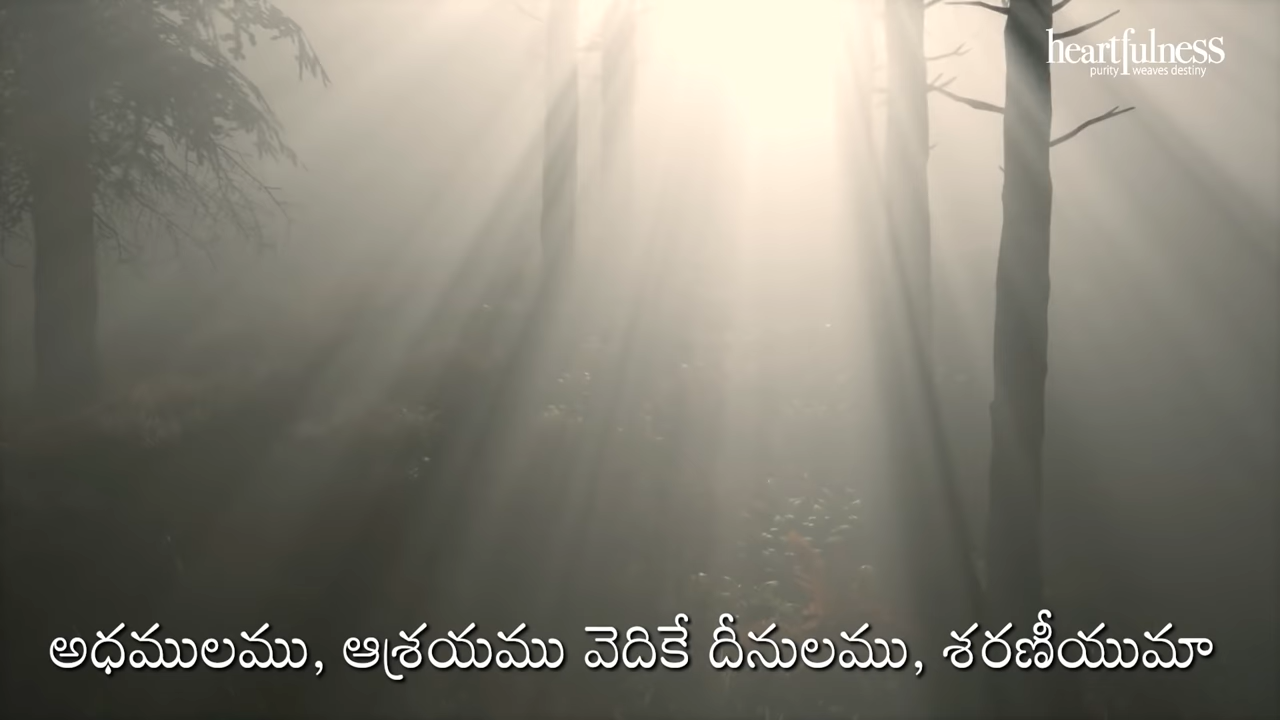 heartfulness
purity weaves destiny
అధములము, ఆశ్రయము వెదికే దీనులము, శరణీయుమా